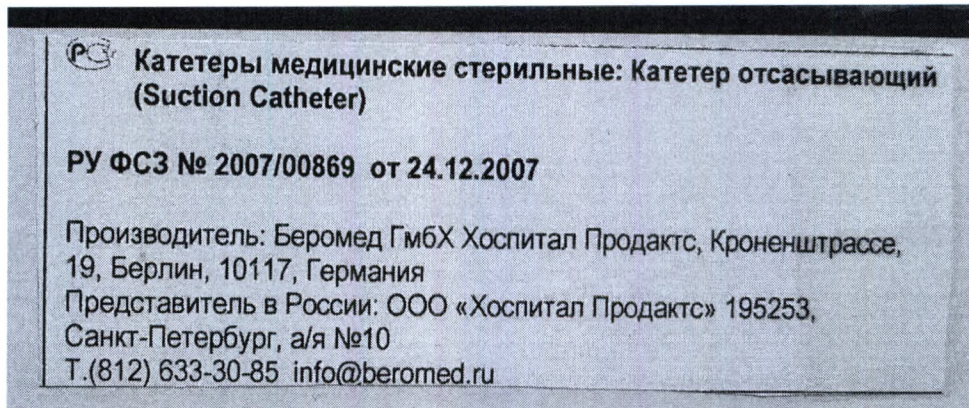 Катетеры медицинские стерильные: Катетер отсасывающий
(Suction Catheter)
РУ ФСЗ № 2007/00869 от 24.12.2007
Производитель: Беромед ГмбХ Хоспитал Продактс, Кроненштрассе,
19, Берлин, 10117, Германия
Представитель в России: ООО «Хоспитал Продактс» 195253,
Санкт-Петербург, а/я №10
Т.(812) 633-30-85 info@beromed.ru